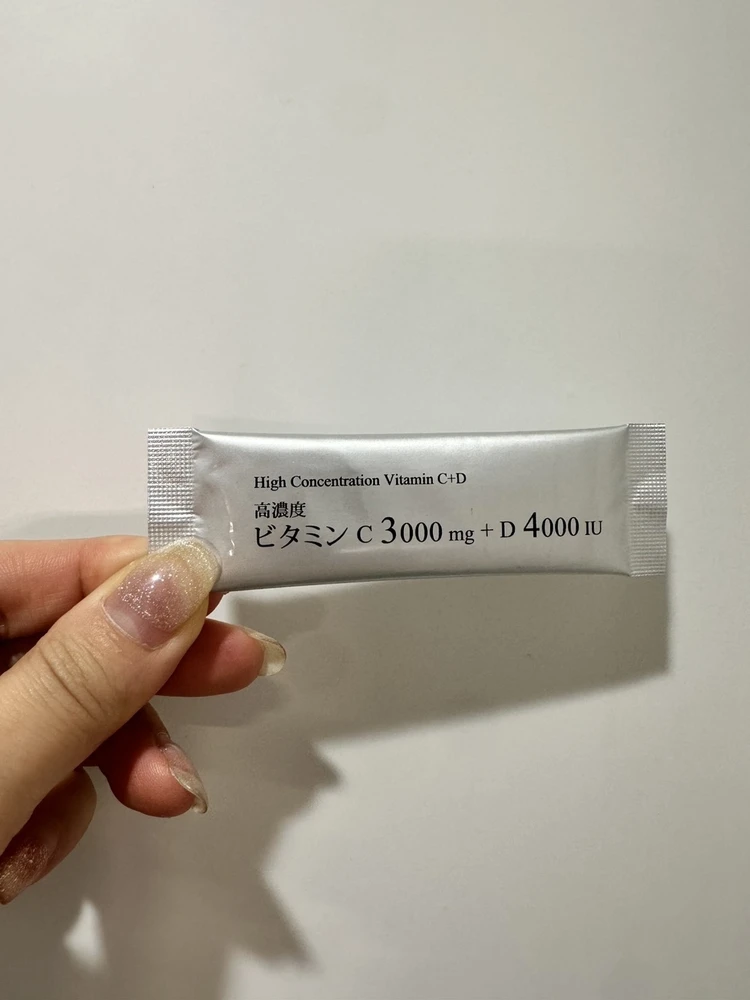 High Concentration Vitamin C+D
高濃度
ビタミン C 3000 mg + D 4000 IU